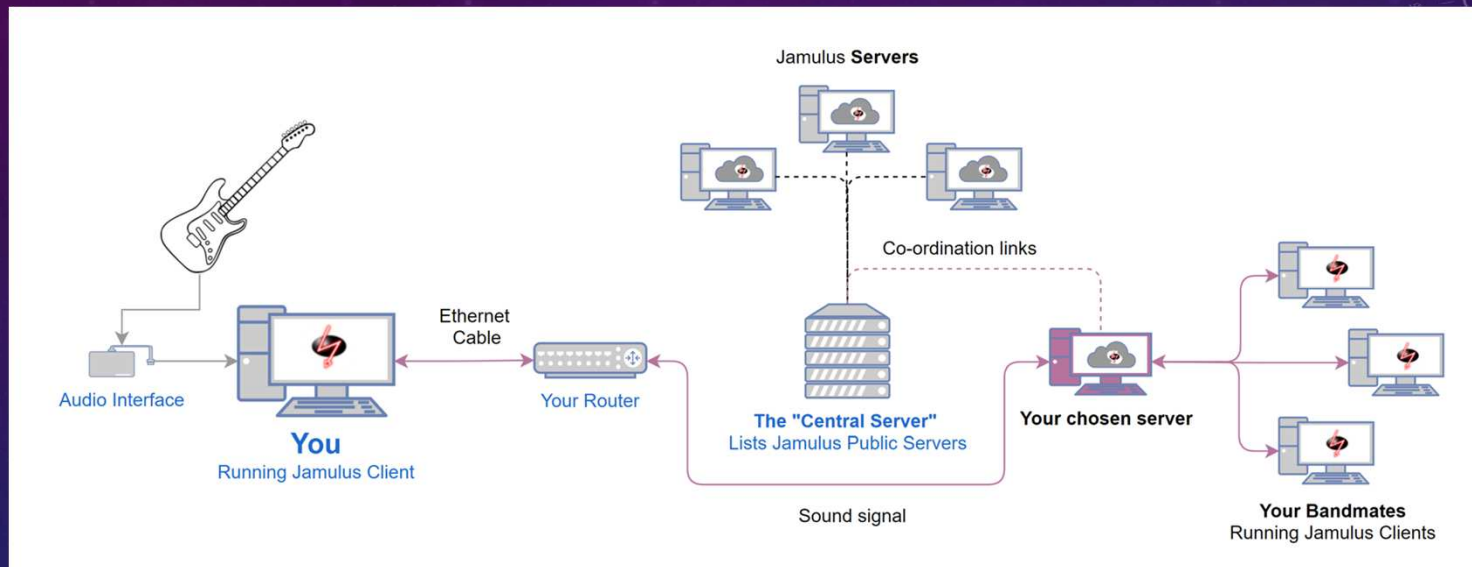 Jamulus Servers
Co-ordination links
Ethernet
Cable
Audio Interface
You
Running Jamulus Client
Your Router
The "Central Server"
Lists Jamulus Public Servers
Your chosen server
Sound signal
Your Bandmates
Running Jamulus Clients